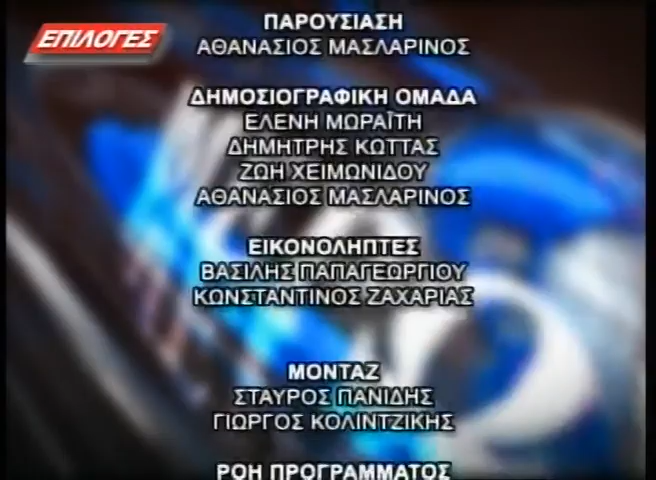 ΕΠΙΛΟΓΕΣ
ΠΑΡΟΥΣΙΑΣΗ
ΑΘΑΝΑΣΙΟΣ ΜΑΣΛΑΡΙΝΟΣ
ΔΗΜΟΣΙΟΓΡΑΦΙΚΗ ΟΜΑΔΑ
ΕΛΕΝΗ ΜΩΡΑΪΤΗ
ΔΗΜΗΤΡΗΣ ΚΩΤΤΑΣ
ΖΩΗ ΧΕΙΜΩΝΙΔΟΥ
ΑΘΑΝΑΣΙΟΣ ΜΑΣΛΑΡΙΝΟΣ
ΕΙΚΟΝΟΛΗΠΤΕΣ
ΒΑΣΙΛΗΣ ΠΑΠΑΓΕΩΡΓΙΟΥ
ΚΩΝΣΤΑΝΤΙΝΟΣ ΖΑΧΑΡΙΑΣ
ΜΟΝΤΑΖ
ΣΤΑΥΡΟΣ ΠΑΝΙΔΗΣ
ΓΙΩΡΓΟΣ ΚΟΛΙΝΤΖΙΚΗΣ
ΡΟΗ ΠΡΟΓΡΑΜΜΑΤΟΣ